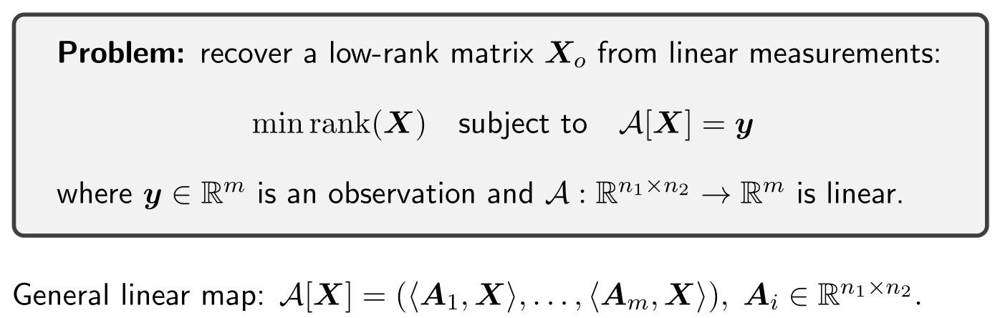 Problem: recover a low-rank matrix $\boldsymbol{X}_o$ from linear measurements:
$\min \operatorname{rank}(\boldsymbol{X})$ subject to $\mathcal{A}[\boldsymbol{X}] = \boldsymbol{y}$
where $\boldsymbol{y} \in \mathbb{R}^m$ is an observation and $\mathcal{A} : \mathbb{R}^{n_1 \times n_2} \to \mathbb{R}^m$ is linear.
General linear map: $\mathcal{A}[\boldsymbol{X}] = (\langle \boldsymbol{A}_1, \boldsymbol{X} \rangle, \ldots, \langle \boldsymbol{A}_m, \boldsymbol{X} \rangle),\ \boldsymbol{A}_i \in \mathbb{R}^{n_1 \times n_2}.$